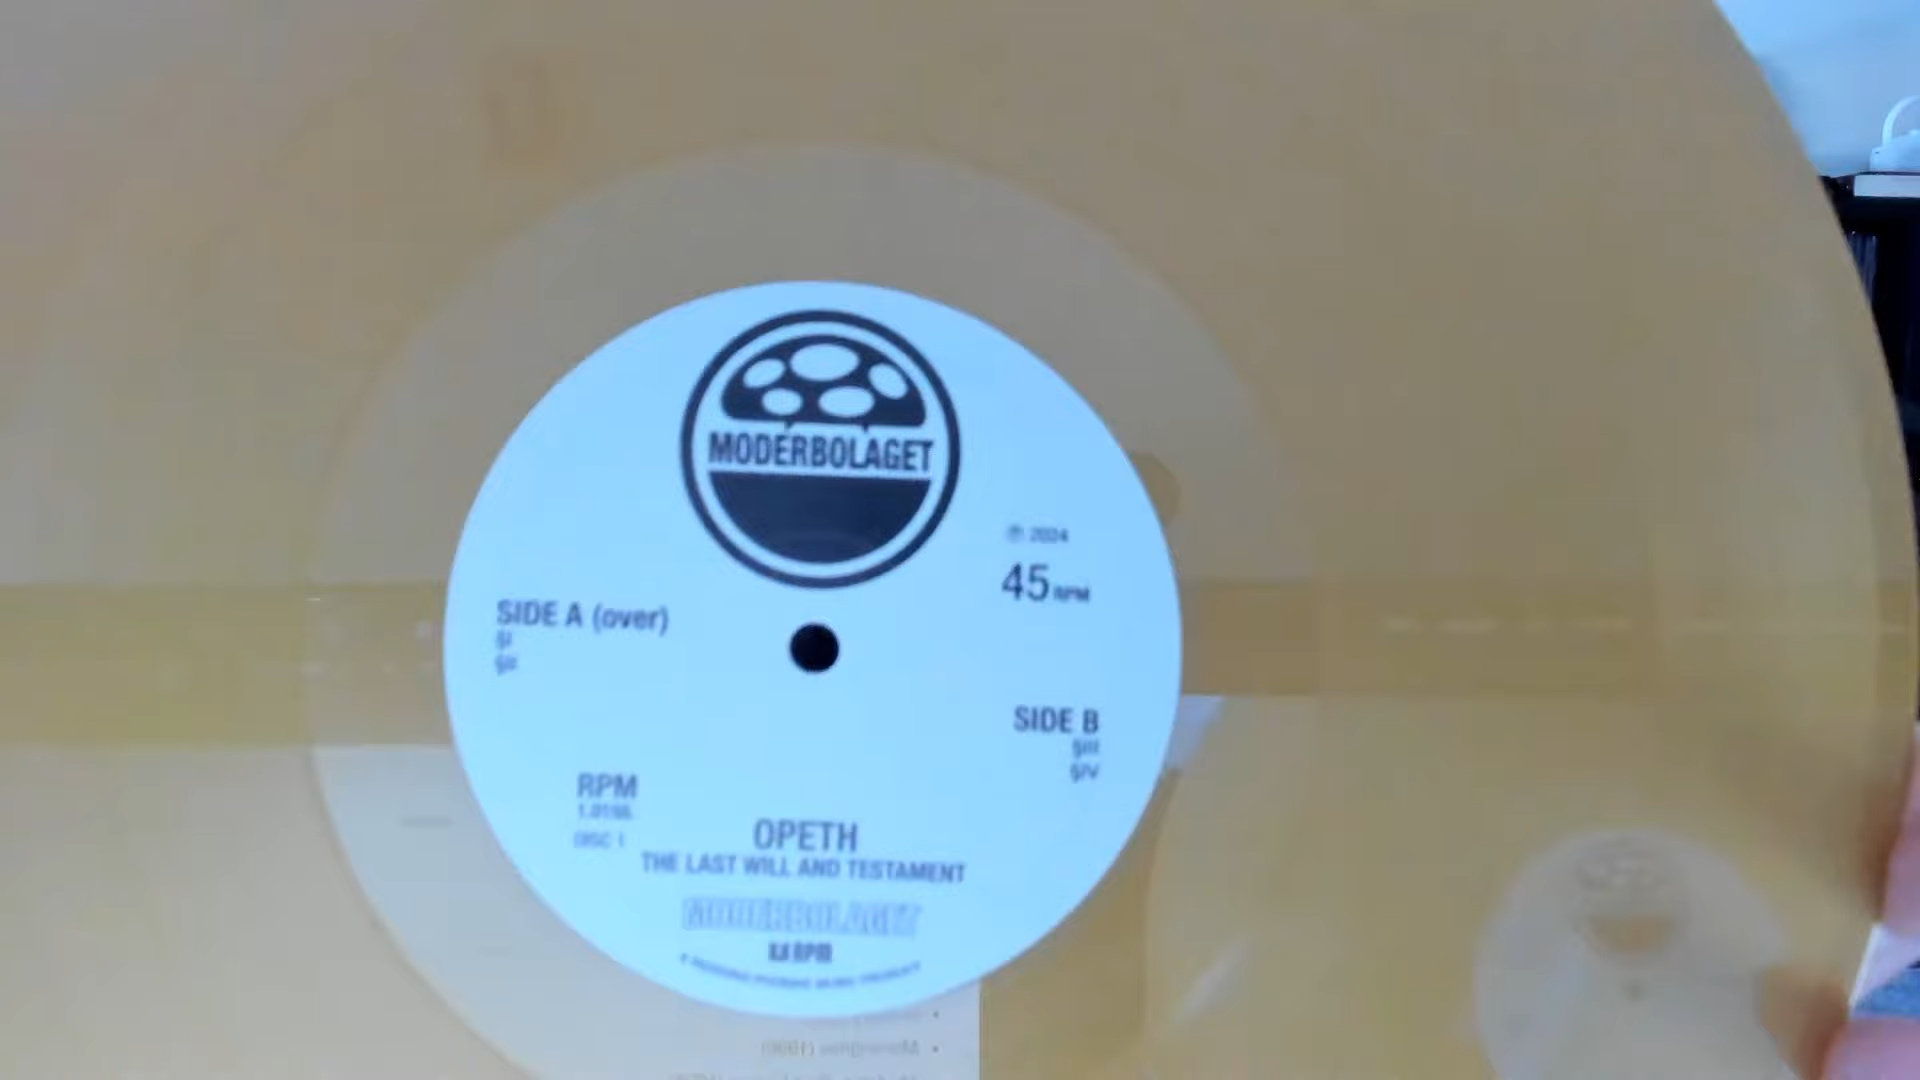 MODERBOLAGET
℗ 2024
45 RPM
SIDE A (over)
§I
§II
SIDE B
§III
§IV
RPM
DISC 1
OPETH
THE LAST WILL AND TESTAMENT
MODERBOLAGET